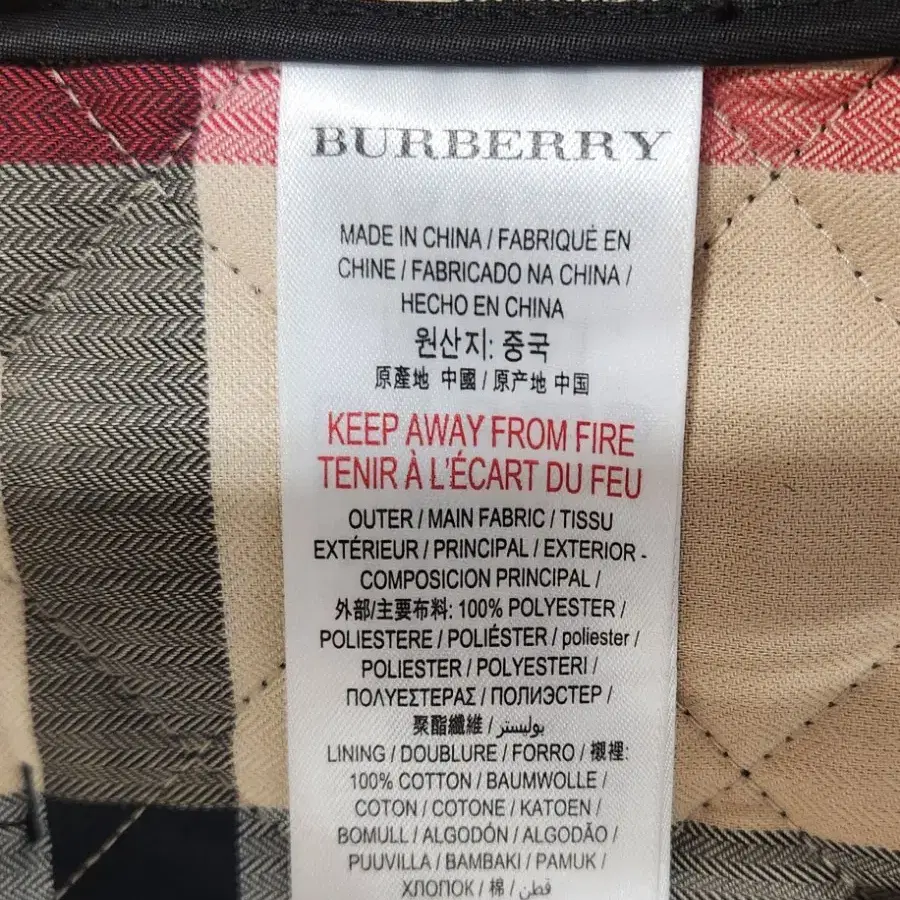 BURBERRY
MADE IN CHINA / FABRIQUÉ EN
CHINE / FABRICADO NA CHINA /
HECHO EN CHINA
원산지: 중국
原產地 中國 / 原产地 中国
KEEP AWAY FROM FIRE
TENIR À L'ÉCART DU FEU
OUTER / MAIN FABRIC / TISSU
EXTÉRIEUR / PRINCIPAL / EXTERIOR -
COMPOSICION PRINCIPAL /
外部/主要布料: 100% POLYESTER /
POLIESTERE / POLIÉSTER / poliester /
POLIESTER / POLYESTERI /
ΠΟΛΥΕΣΤΕΡΑΣ / ПОЛИЭСТЕР /
聚酯纖維 / بوليستر
LINING / DOUBLURE / FORRO / 襯裡:
100% COTTON / BAUMWOLLE /
COTON / COTONE / KATOEN /
BOMULL / ALGODÓN / ALGODÃO /
PUUVILLA / BAMBAKI / PAMUK /
ХЛОПОК / 棉 / قطن